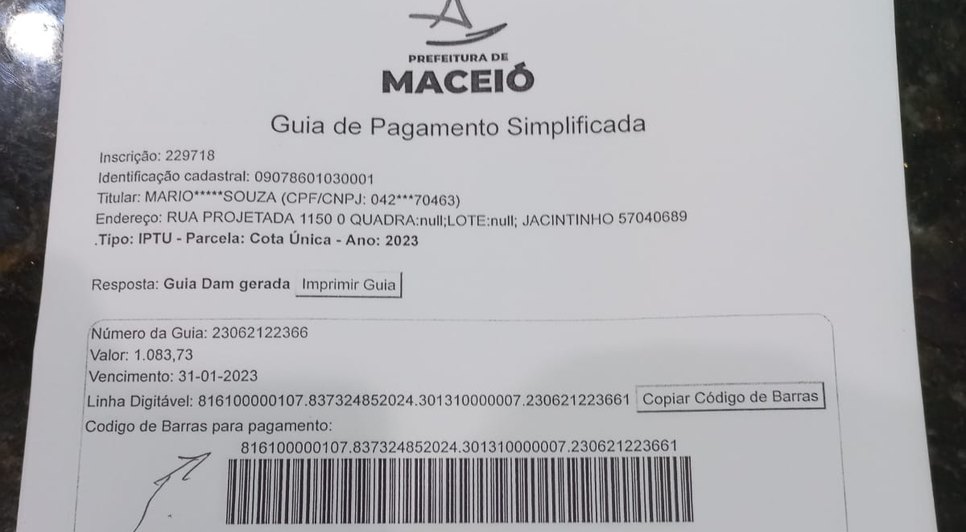 PREFEITURA DE
MACEIÓ
Guia de Pagamento Simplificada
Inscrição: 229718
Identificação cadastral: 09078601030001
Titular: MARIO*****SOUZA (CPF/CNPJ: 042***70463)
Endereço: RUA PROJETADA 1150 0 QUADRA:null;LOTE:null; JACINTINHO 57040689
.Tipo: IPTU - Parcela: Cota Única - Ano: 2023
Resposta: Guia Dam gerada Imprimir Guia
Número da Guia: 23062122366
Valor: 1.083,73
Vencimento: 31-01-2023
Linha Digitável: 816100000107.837324852024.301310000007.230621223661 Copiar Código de Barras
Codigo de Barras para pagamento:
816100000107.837324852024.301310000007.230621223661